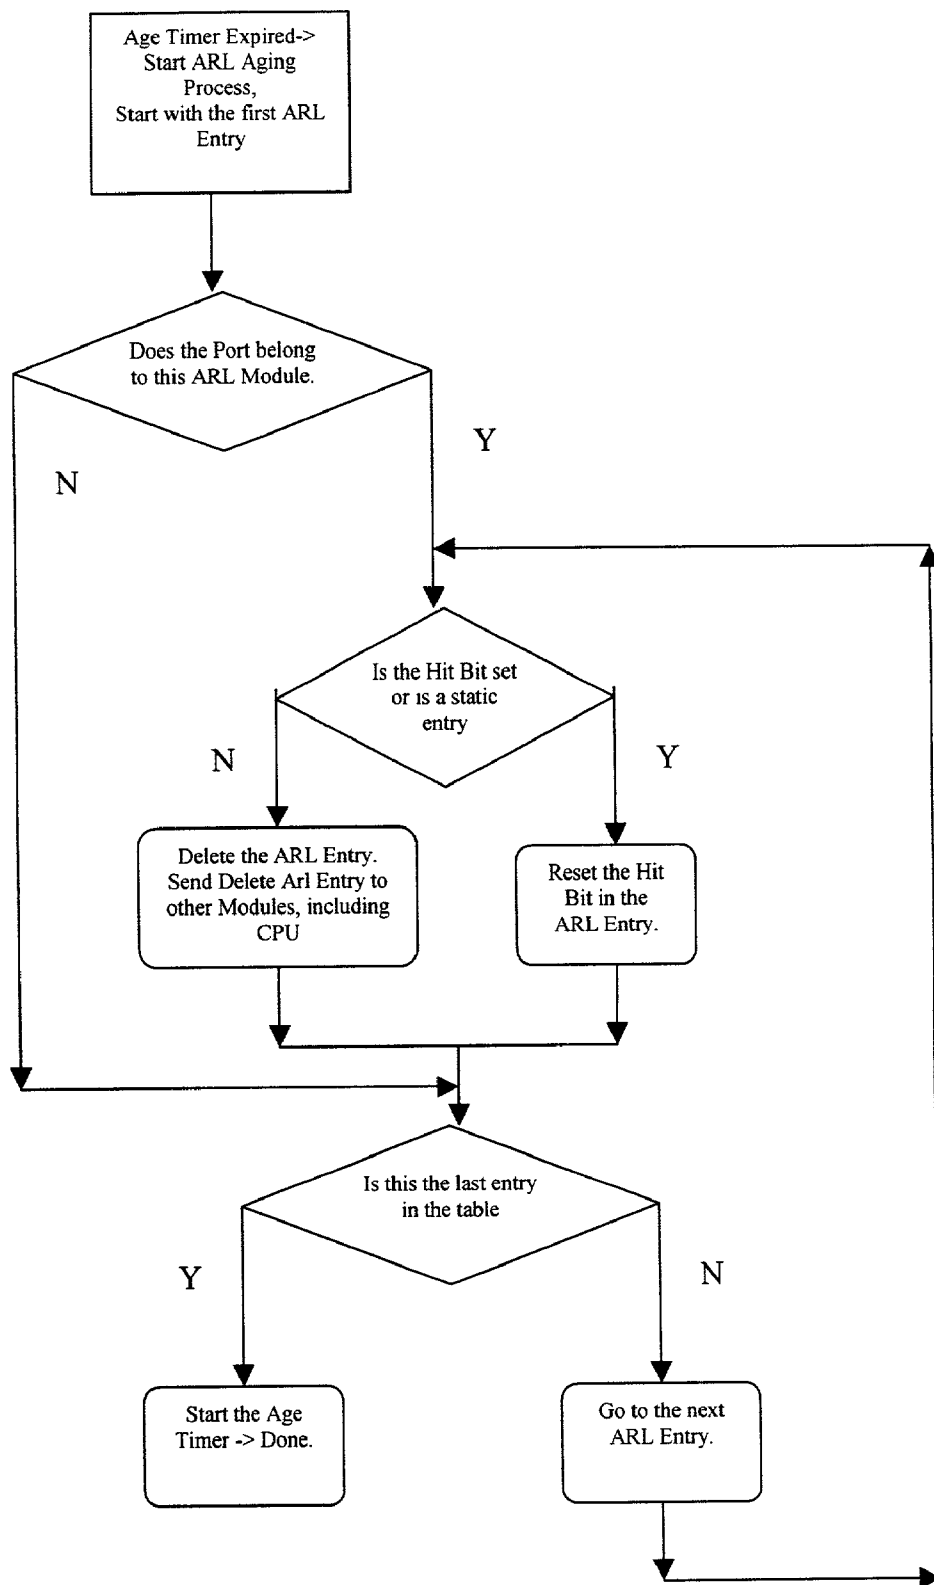 Age Timer Expired->
Start ARL Aging
Process,
Start with the first ARL
Entry
Does the Port belong
to this ARL Module.
Y
N
Is the Hit Bit set
or is a static
entry
N
Y
Delete the ARL Entry.
Send Delete Arl Entry to
other Modules, including
CPU
Reset the Hit
Bit in the
ARL Entry.
Is this the last entry
in the table
Y
N
Start the Age
Timer -> Done.
Go to the next
ARL Entry.